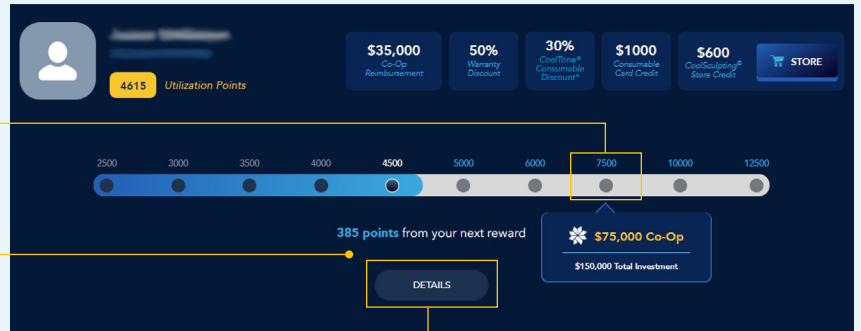 $35,000
Co-Op
Reimbursement
50%
Warranty
Discount
30%
CoolTone®
Consumable
Discount*
$1000
Consumable
Card Credit
$600
CoolSculpting®
Store Credit
STORE
4615 Utilization Points
2500 3000 3500 4000 4500 5000 6000 7500 10000 12500
385 points from your next reward
$75,000 Co-Op
$150,000 Total Investment
DETAILS